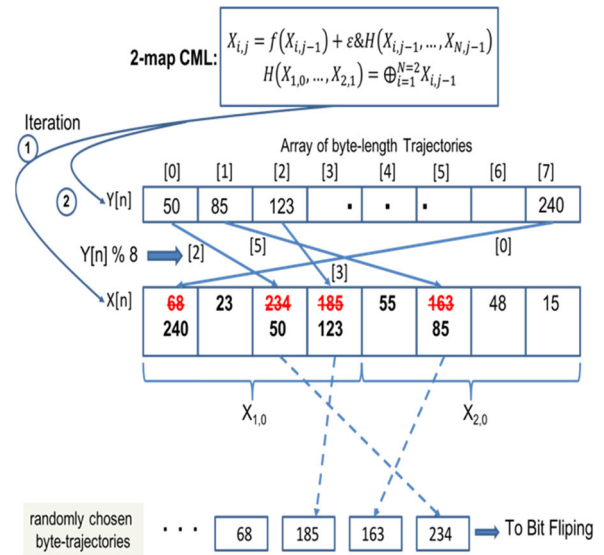 2-map CML:
X_{i,j} = f(X_{i,j-1}) + ε&H(X_{i,j-1}, …, X_{N,j-1})
H(X_{1,0}, …, X_{2,1}) = ⊕_{i=1}^{N=2} X_{i,j-1}
Iteration
1
Array of byte-length Trajectories
[0] [1] [2] [3] [4] [5] [6] [7]
2
Y[n] 50 85 123 . . . 240
Y[n] % 8 [2] [5] [3] [0]
X[n] 68 23 234 185 55 163 48 15
240 50 123 85
X_{1,0} X_{2,0}
randomly chosen
byte-trajectories
. . . 68 185 163 234 To Bit Fliping